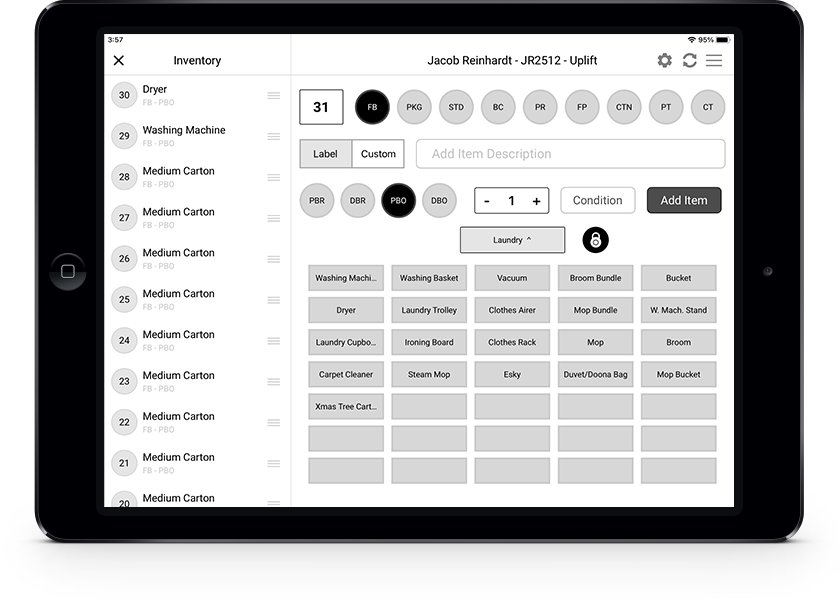 3:57
95%
Inventory
Jacob Reinhardt - JR2512 - Uplift
30 Dryer
FB - PBO
29 Washing Machine
FB - PBO
28 Medium Carton
FB - PBO
27 Medium Carton
FB - PBO
26 Medium Carton
FB - PBO
25 Medium Carton
FB - PBO
24 Medium Carton
FB - PBO
23 Medium Carton
FB - PBO
22 Medium Carton
FB - PBO
21 Medium Carton
FB - PBO
20 Medium Carton
31 FB PKG STD BC PR FP CTN PT CT
Label Custom Add Item Description
PBR DBR PBO DBO - 1 + Condition Add Item
Laundry ^
Washing Machi... Washing Basket Vacuum Broom Bundle Bucket
Dryer Laundry Trolley Clothes Airer Mop Bundle W. Mach. Stand
Laundry Cupbo... Ironing Board Clothes Rack Mop Broom
Carpet Cleaner Steam Mop Esky Duvet/Doona Bag Mop Bucket
Xmas Tree Cart...